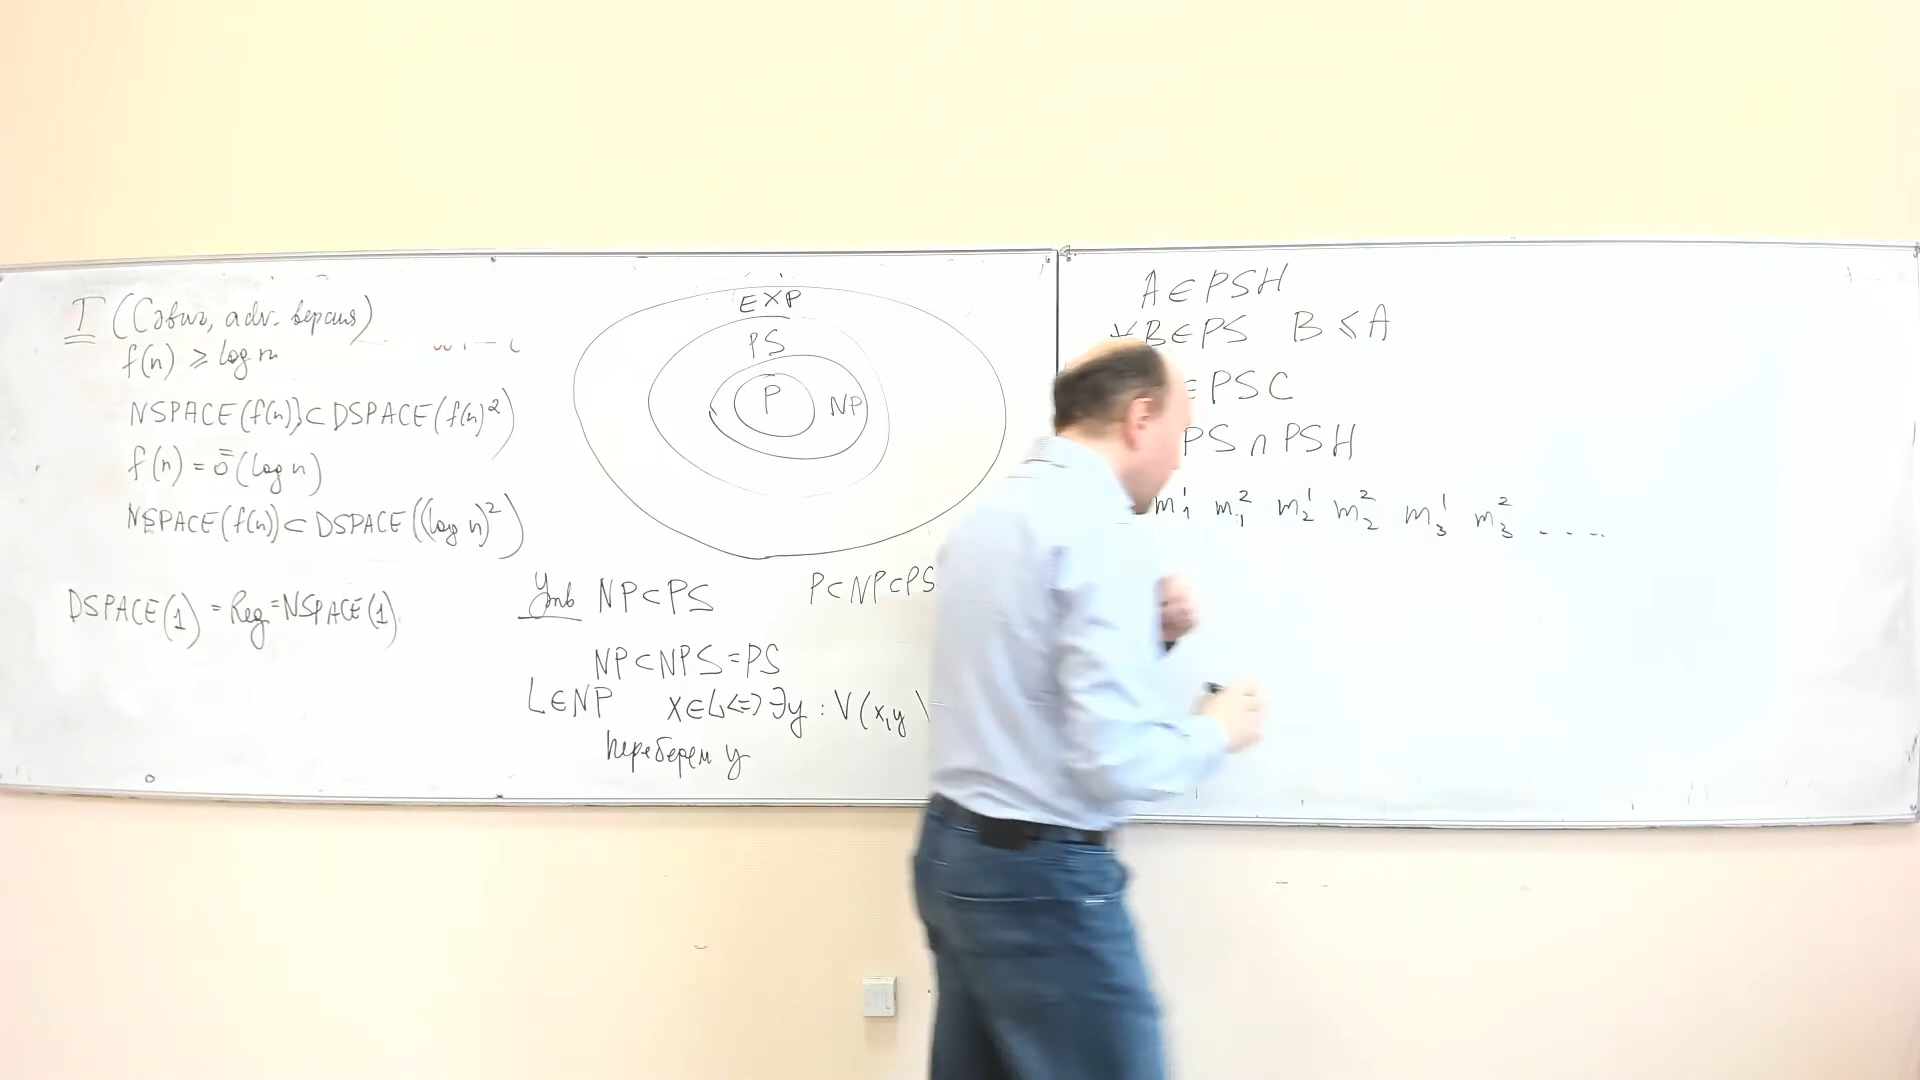 T (Сэвич, adv. версия)
f(n) ⩾ log n
NSPACE(f(n)) ⊂ DSPACE(f(n)²)
f(n) = ō(log n)
NSPACE(f(n)) ⊂ DSPACE((log n)²)
DSPACE(1) = Reg = NSPACE(1)
EXP
PS
P
NP
Утв NP ⊂ PS
P ⊂ NP ⊂ PS
NP ⊂ NPS = PS
L ∈ NP x ∈ L ⇔ ∃y : V(x,y
переберем y
A ∈ PSH
∀B ∈ PS B ⩽ A
∈ PSC
PS ∩ PSH
m₁¹ m₁² m₂¹ m₂² m₃¹ m₃² . . . .